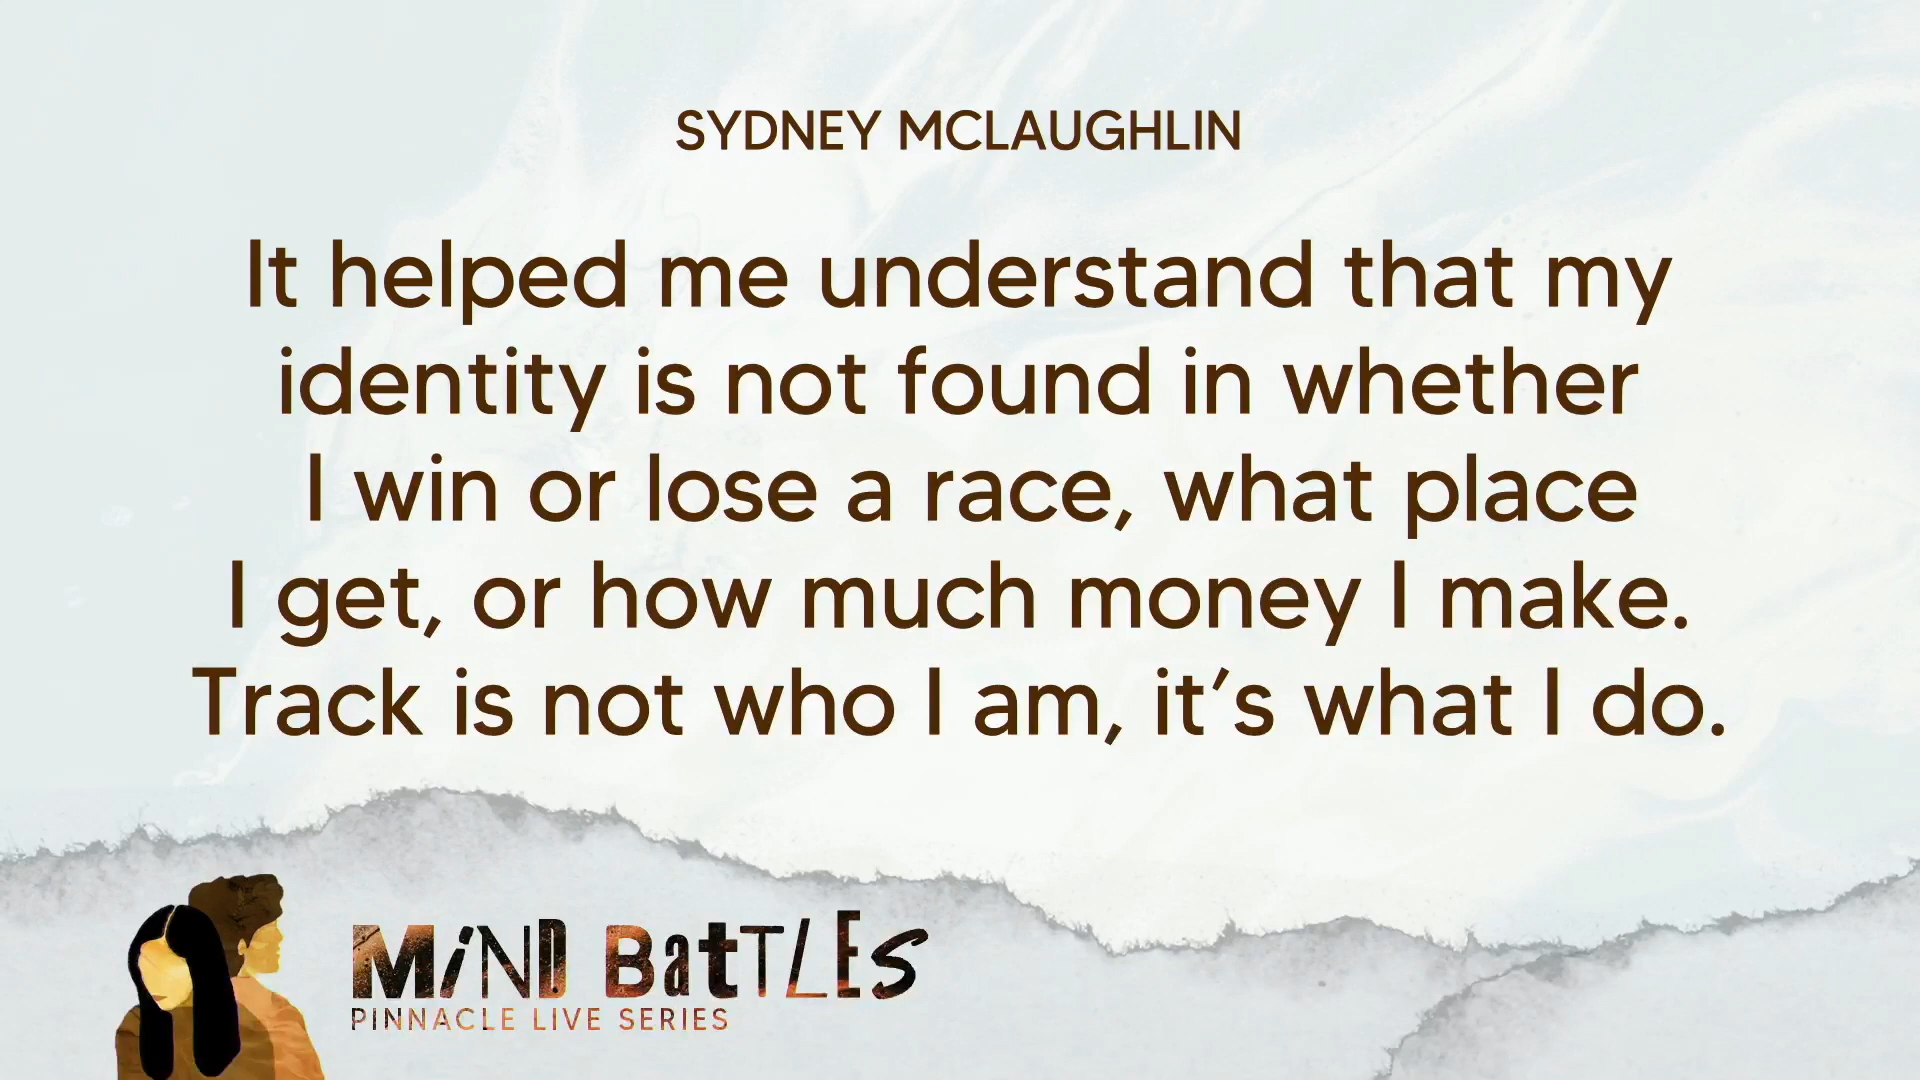 SYDNEY MCLAUGHLIN
It helped me understand that my
identity is not found in whether
I win or lose a race, what place
I get, or how much money I make.
Track is not who I am, it’s what I do.
MiND BatTLES
PINNACLE LIVE SERIES